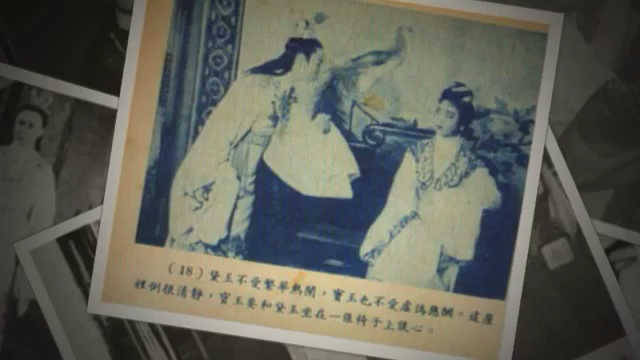 （18）黛玉不愛繁華熱鬧，寶玉也不愛虛偽應酬。這屋
裡倒很清靜，寶玉要和黛玉坐在一張椅子上談心。